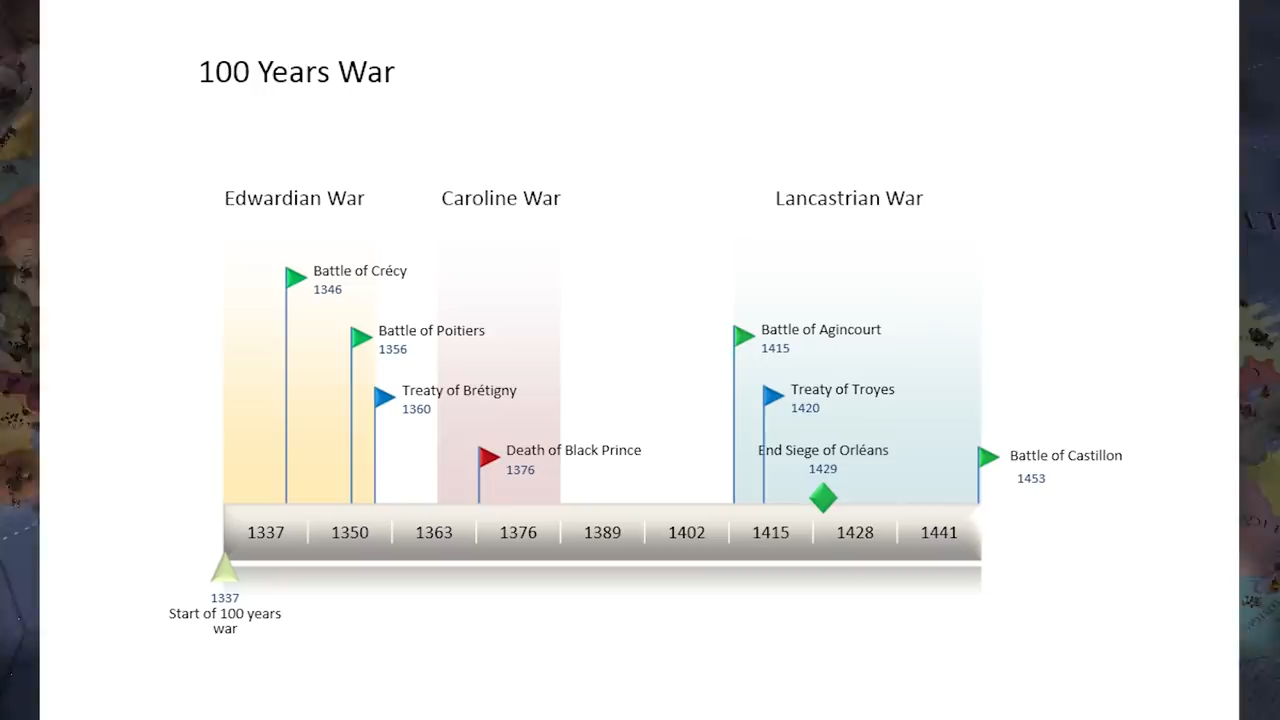 100 Years War
Edwardian War
Caroline War
Lancastrian War
Battle of Crécy
1346
Battle of Poitiers
1356
Treaty of Brétigny
1360
Death of Black Prince
1376
Battle of Agincourt
1415
Treaty of Troyes
1420
End Siege of Orléans
1429
Battle of Castillon
1453
1337 1350 1363 1376 1389 1402 1415 1428 1441
1337
Start of 100 years
war